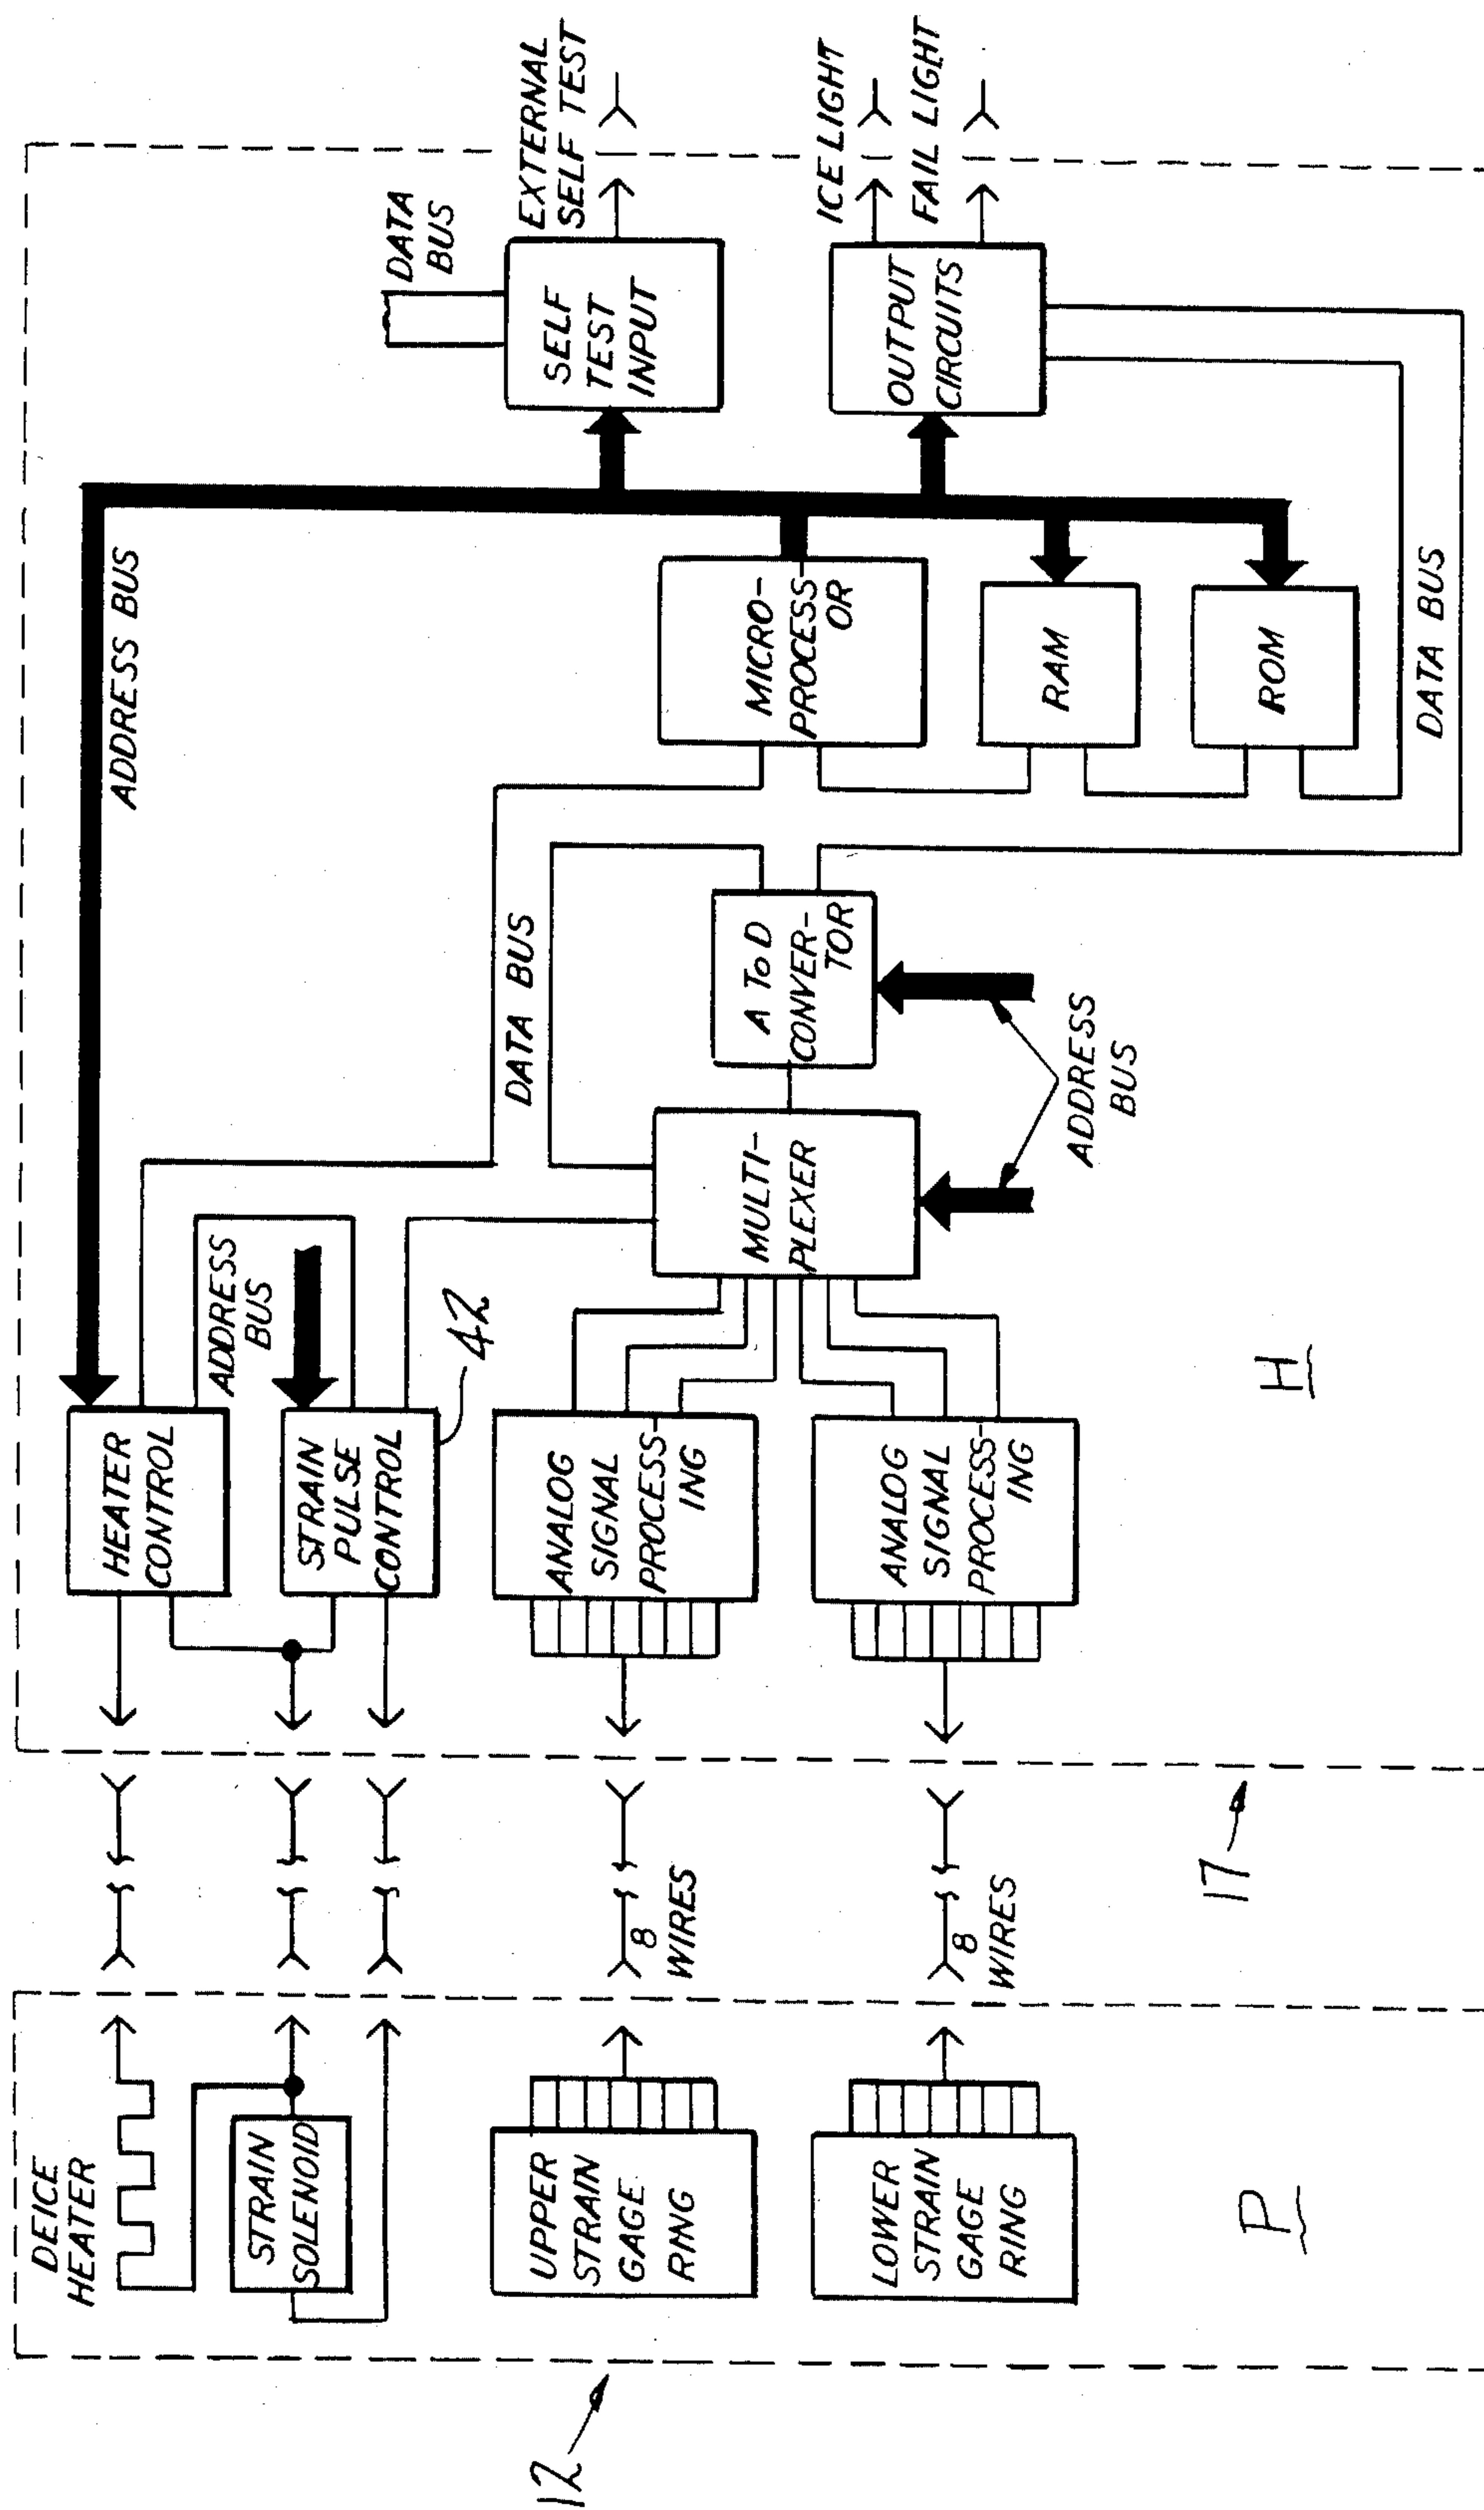 DEICE
HEATER
STRAIN
SOLENOID
UPPER
STRAIN
GAGE
RNG
LOWER
STRAIN
GAGE
RING
12
P
8
WIRES
8
WIRES
17
HEATER
CONTROL
STRAIN
PULSE
CONTROL
42
ANALOG
SIGNAL
PROCESS-
ING
ANALOG
SIGNAL
PROCESS-
ING
H
ADDRESS
BUS
ADDRESS BUS
MULTI-
PLEXER
DATA BUS
A To D
CONVER-
TOR
ADDRESS
BUS
MICRO-
PROCESS-
OR
RAM
ROM
DATA BUS
DATA
BUS
SELF
TEST
INPUT
OUTPUT
CIRCUITS
EXTERNAL
SELF TEST
ICE LIGHT
FAIL LIGHT